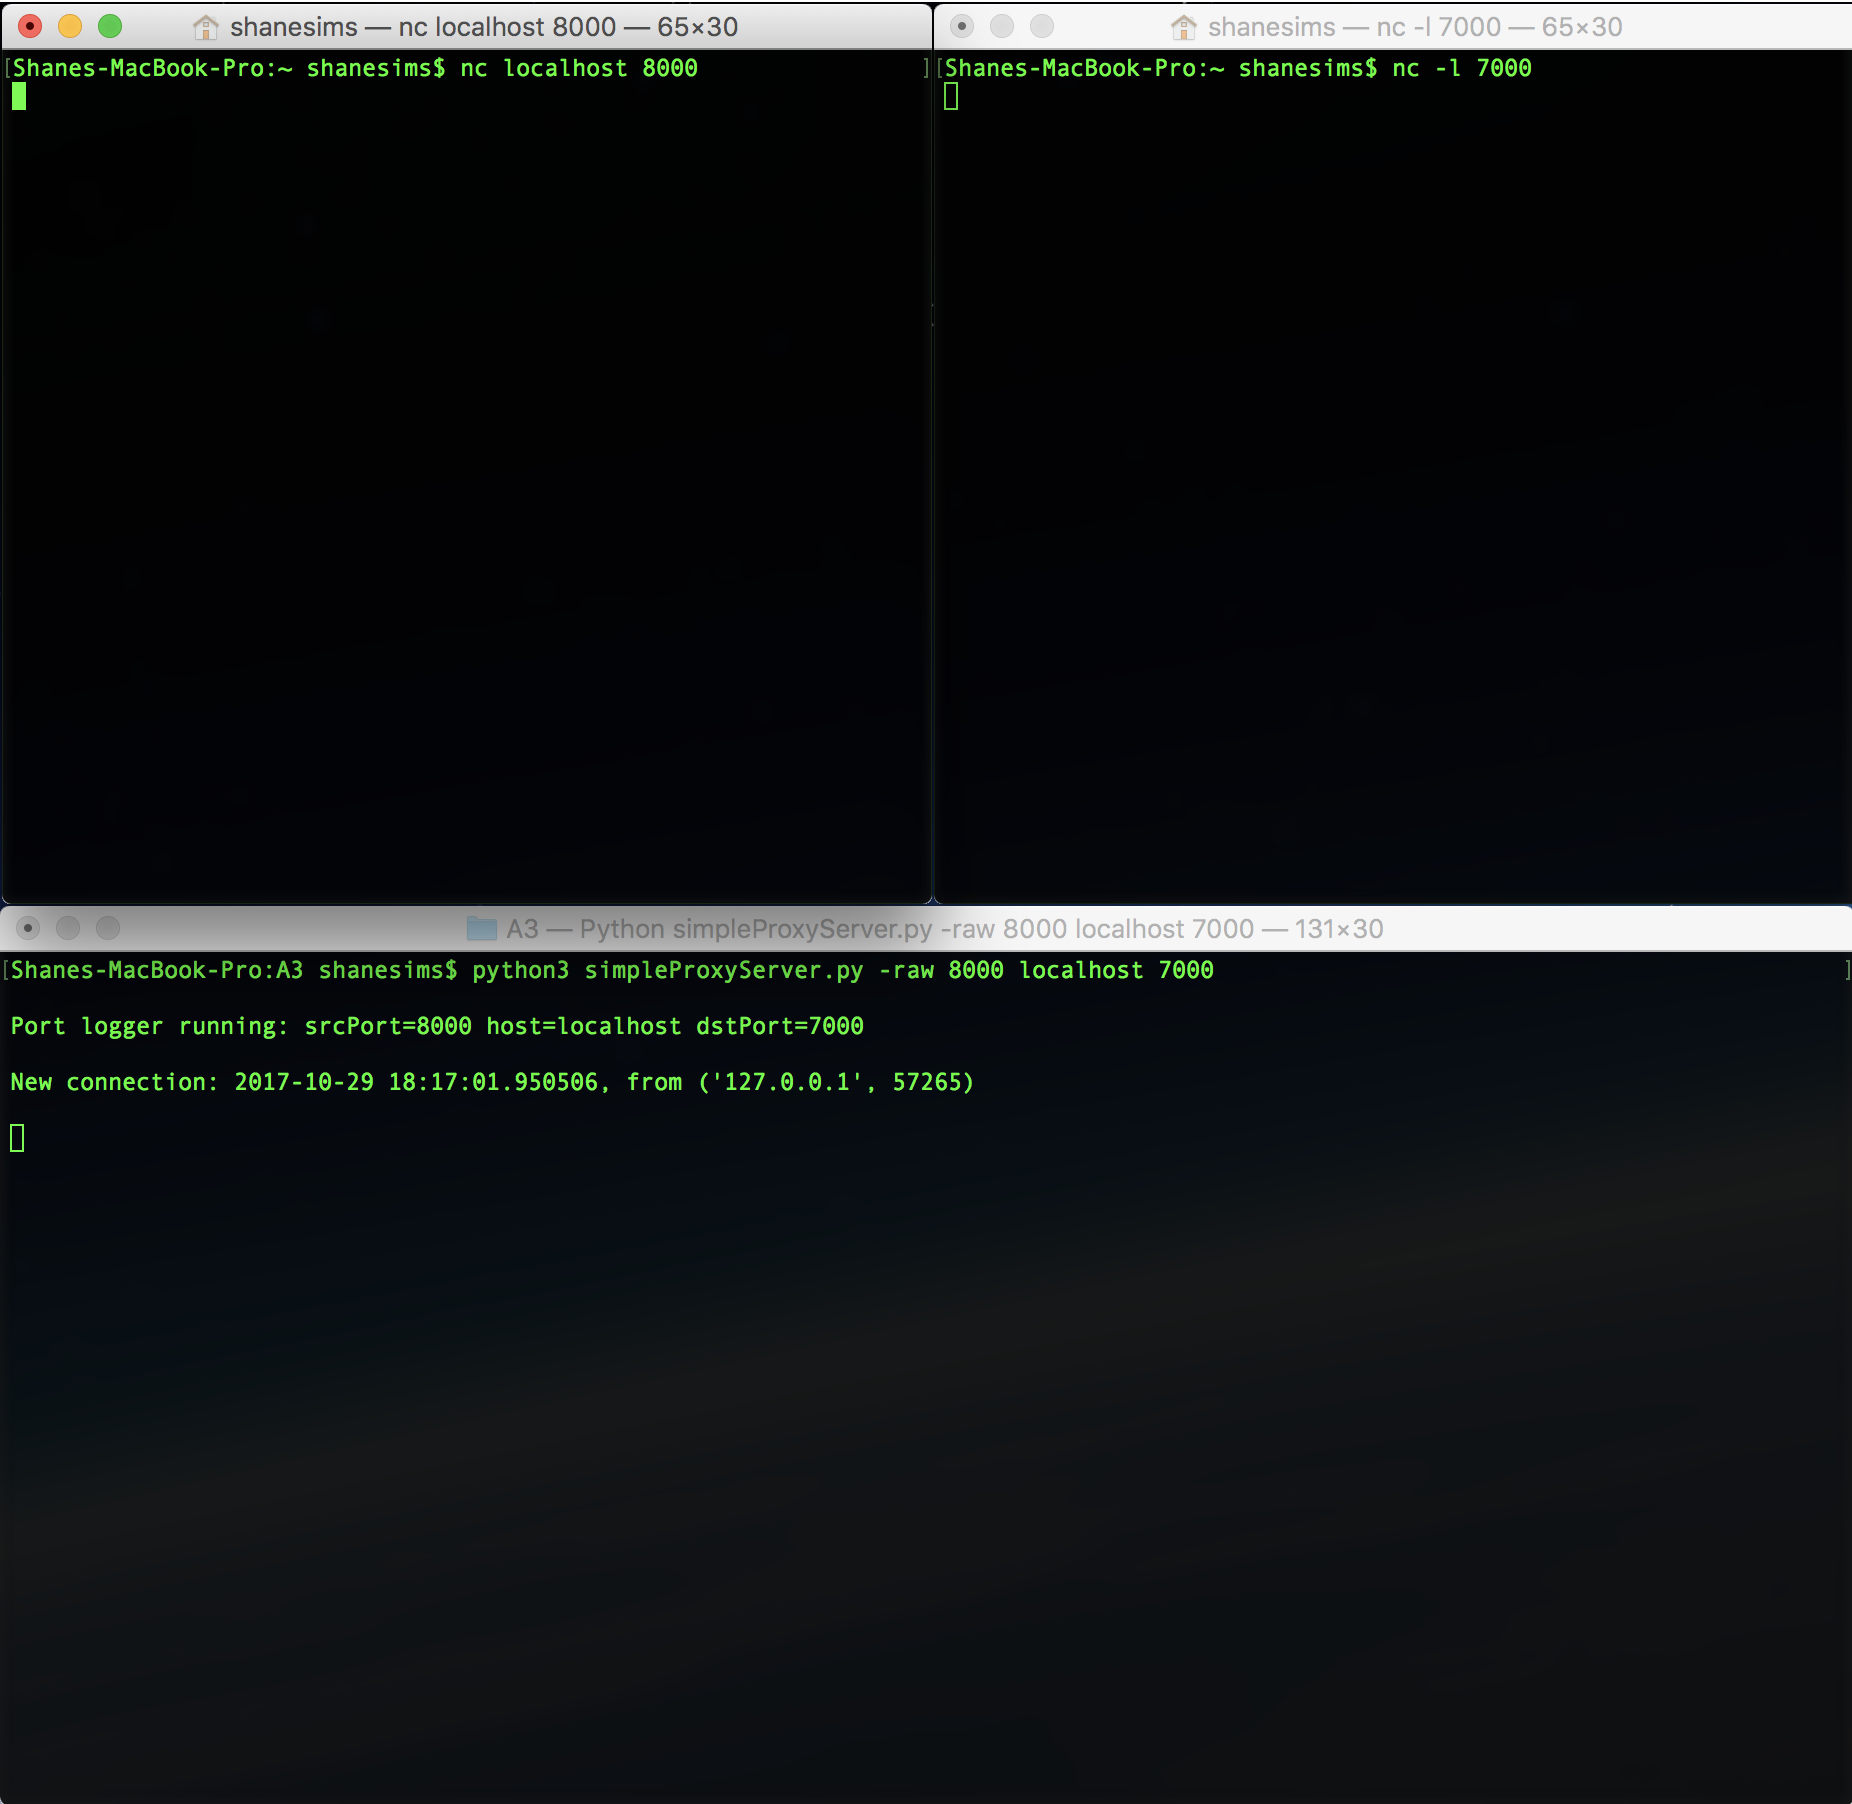 shanesims — nc localhost 8000 — 65×30
[Shanes-MacBook-Pro:~ shanesims$ nc localhost 8000 ]
shanesims — nc -l 7000 — 65×30
[Shanes-MacBook-Pro:~ shanesims$ nc -l 7000
A3 — Python simpleProxyServer.py -raw 8000 localhost 7000 — 131×30
[Shanes-MacBook-Pro:A3 shanesims$ python3 simpleProxyServer.py -raw 8000 localhost 7000 ]
Port logger running: srcPort=8000 host=localhost dstPort=7000
New connection: 2017-10-29 18:17:01.950506, from ('127.0.0.1', 57265)